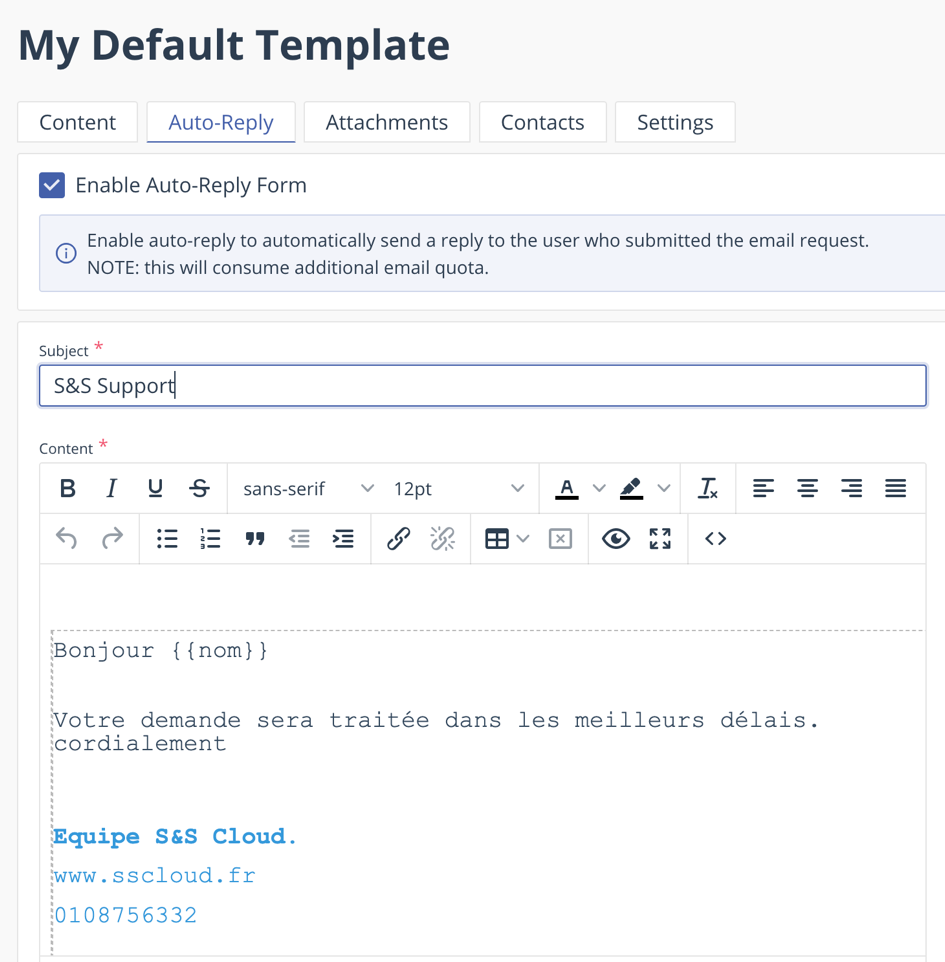 My Default Template
Content Auto-Reply Attachments Contacts Settings
Enable Auto-Reply Form
Enable auto-reply to automatically send a reply to the user who submitted the email request.
NOTE: this will consume additional email quota.
Subject *
S&S Support
Content *
B I U S sans-serif 12pt A
Bonjour {{nom}}
Votre demande sera traitée dans les meilleurs délais.
cordialement
Equipe S&S Cloud.
www.sscloud.fr
0108756332